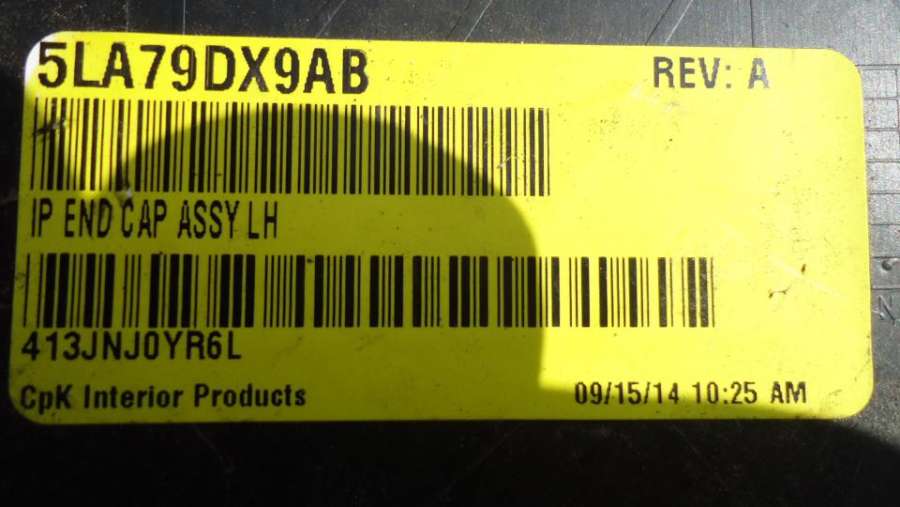 5LA79DX9AB REV: A
IP END CAP ASSY LH
413JNJ0YR6L
CpK Interior Products 09/15/14 10:25 AM